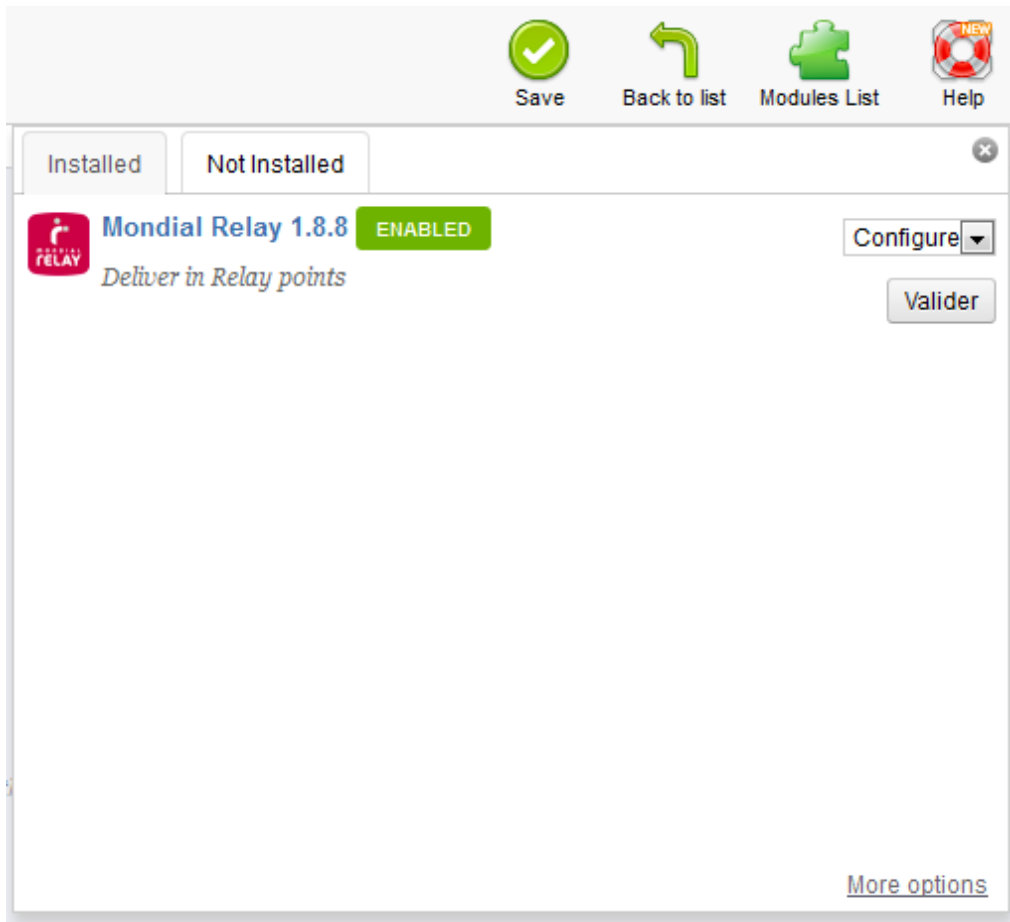 NEW
Save Back to list Modules List Help
Installed Not Installed
Mondial Relay 1.8.8 ENABLED Configure
MONDIAL
RELAY
Deliver in Relay points
Valider
More options